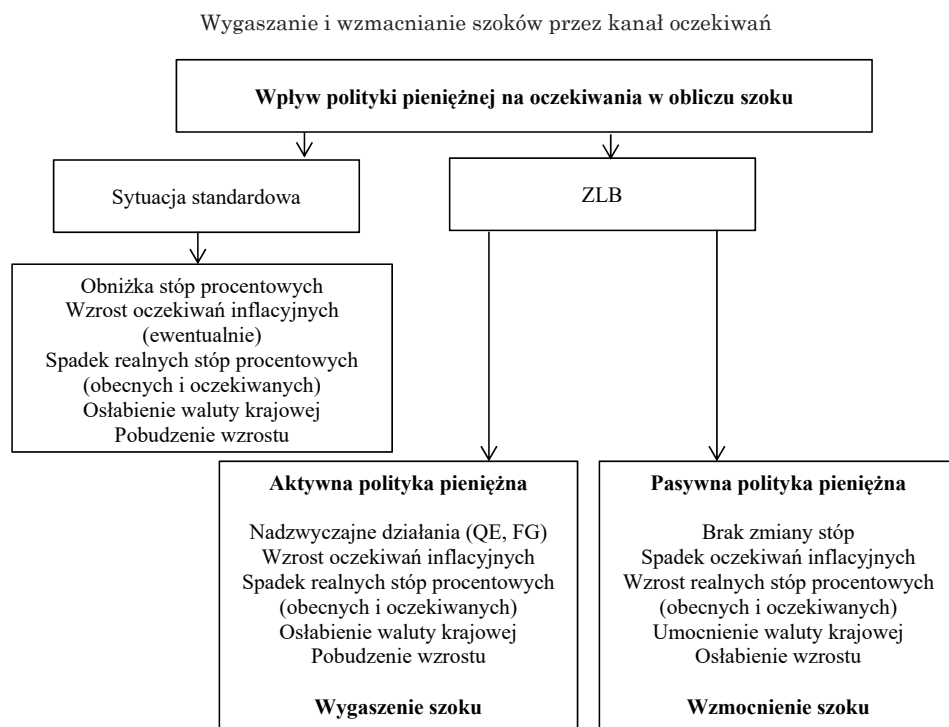 Wygaszanie i wzmacnianie szoków przez kanał oczekiwań
Wpływ polityki pieniężnej na oczekiwania w obliczu szoku
Sytuacja standardowa
ZLB
Obniżka stóp procentowych
Wzrost oczekiwań inflacyjnych
(ewentualnie)
Spadek realnych stóp procentowych
(obecnych i oczekiwanych)
Osłabienie waluty krajowej
Pobudzenie wzrostu
Aktywna polityka pieniężna
Nadzwyczajne działania (QE, FG)
Wzrost oczekiwań inflacyjnych
Spadek realnych stóp procentowych
(obecnych i oczekiwanych)
Osłabienie waluty krajowej
Pobudzenie wzrostu
Wygaszenie szoku
Pasywna polityka pieniężna
Brak zmiany stóp
Spadek oczekiwań inflacyjnych
Wzrost realnych stóp procentowych
(obecnych i oczekiwanych)
Umocnienie waluty krajowej
Osłabienie wzrostu
Wzmocnienie szoku